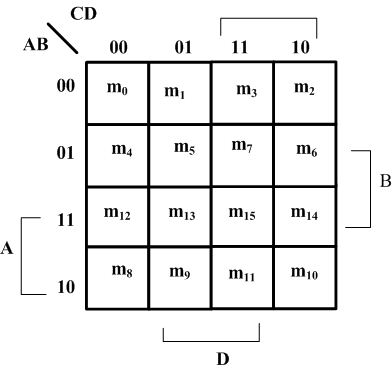 CD
AB
00 01 11 10
00 m₀ m₁ m₃ m₂
01 m₄ m₅ m₇ m₆
B
11 m₁₂ m₁₃ m₁₅ m₁₄
A
10 m₈ m₉ m₁₁ m₁₀
D